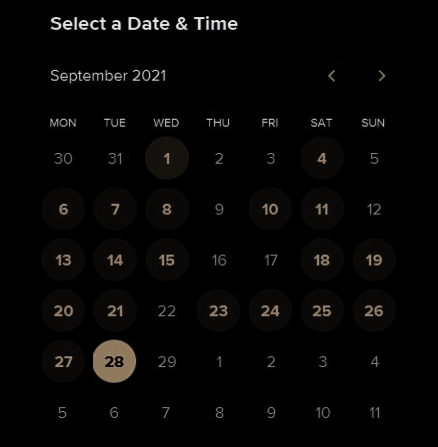 Select a Date & Time
September 2021
MON TUE WED THU FRI SAT SUN
30 31 1 2 3 4 5
6 7 8 9 10 11 12
13 14 15 16 17 18 19
20 21 22 23 24 25 26
27 28 29 1 2 3 4
5 6 7 8 9 10 11